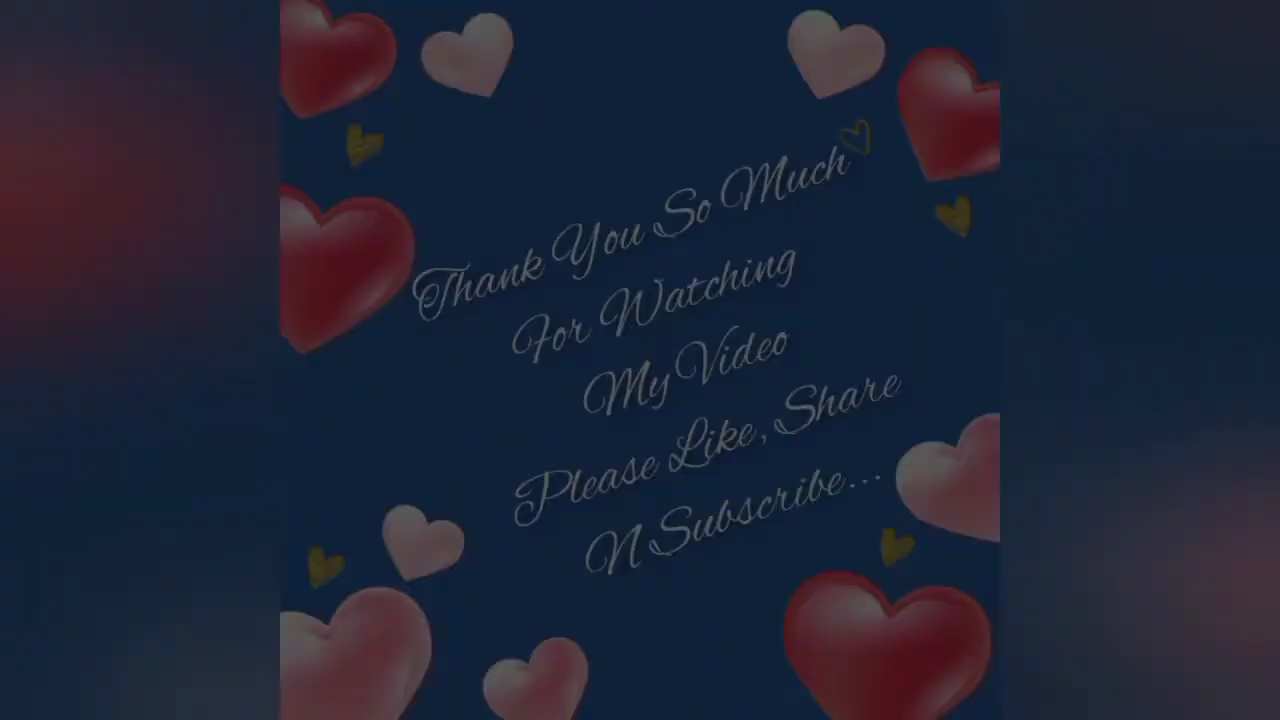 Thank You So Much
For Watching
My Video
Please Like, Share
N Subscribe...